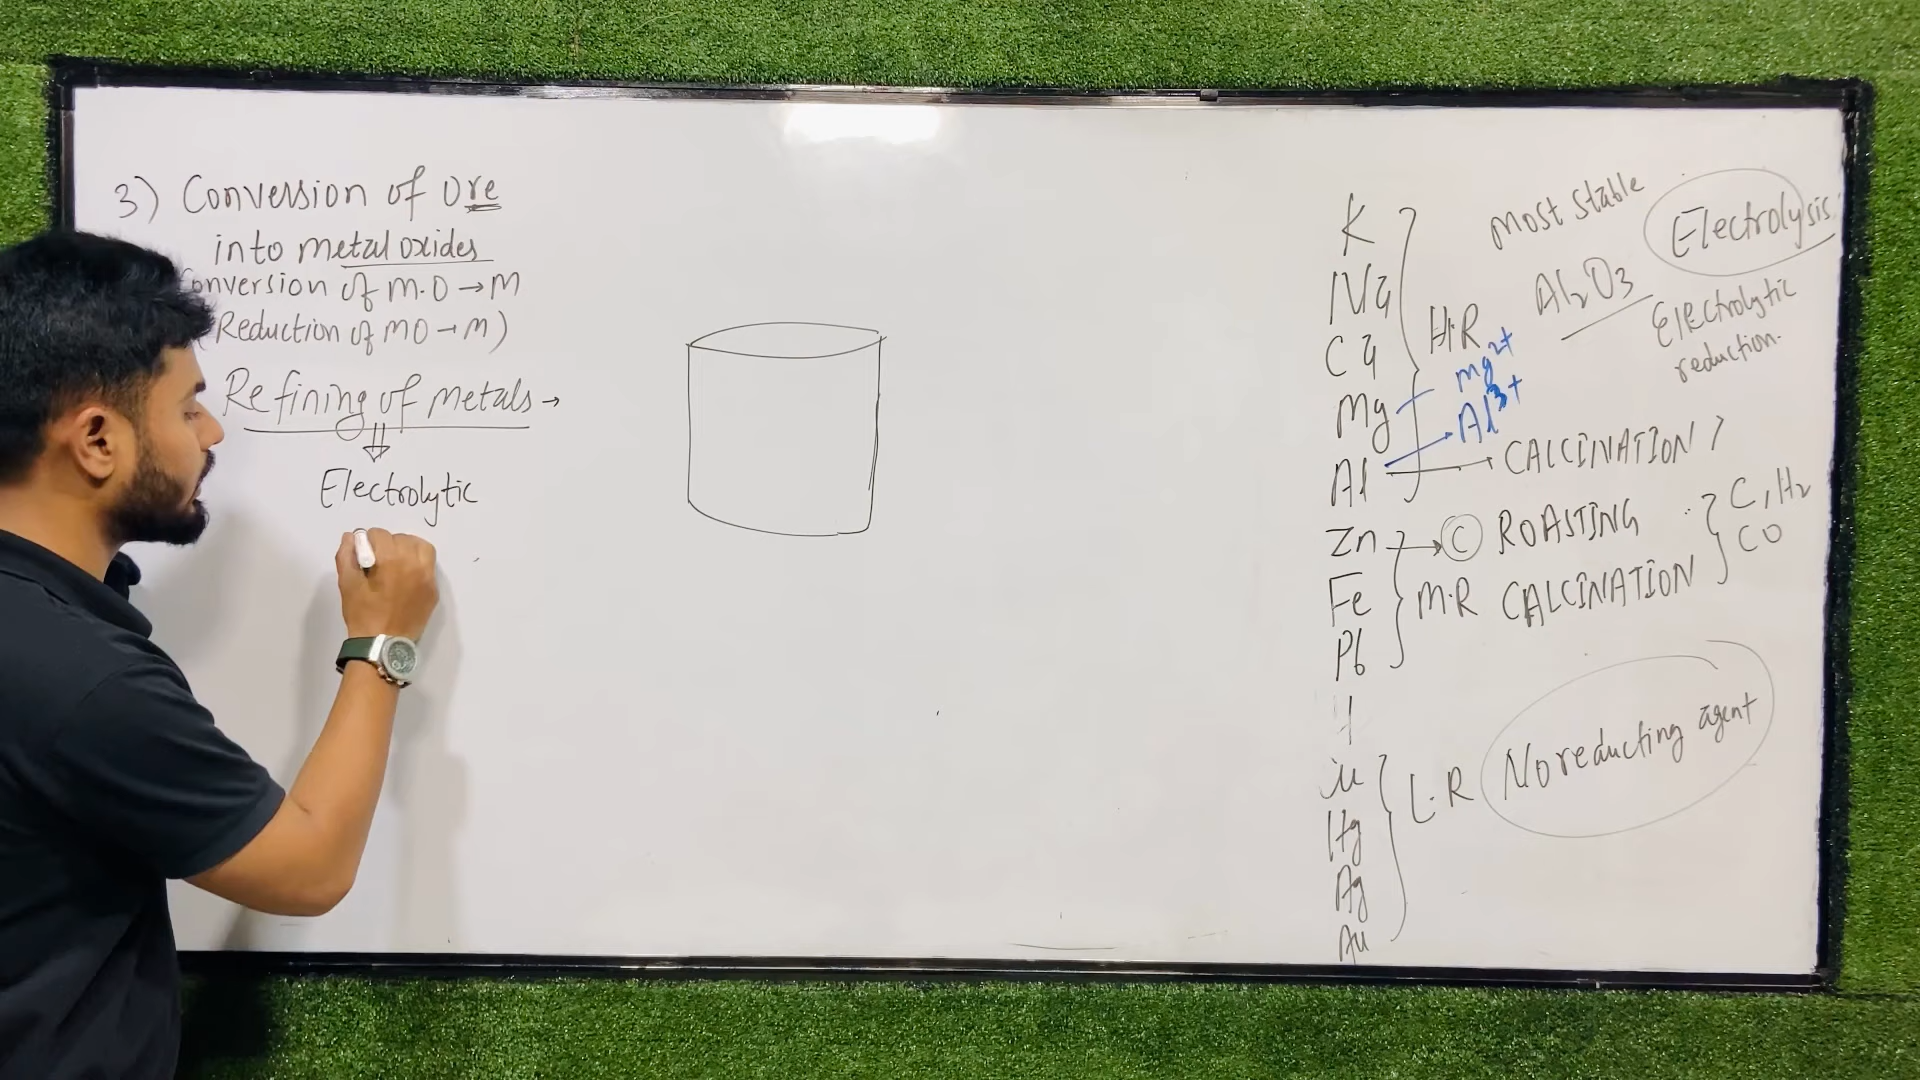 3) Conversion of Ore
into metal oxides
onversion of M.O → M
(Reduction of MO → M)
Refining of metals →
Electrolytic
K
Na
Ca
Mg
Al
Zn
Fe
Pb
Hg
Ag
Au
H.R
Mg2+
Al3+
most stable
Al2O3
Electrolysis
Electrolytic
reduction.
→ CALCINATION
→ C ROASTING
M.R CALCINATION
C, H2
CO
L.R No reducting agent